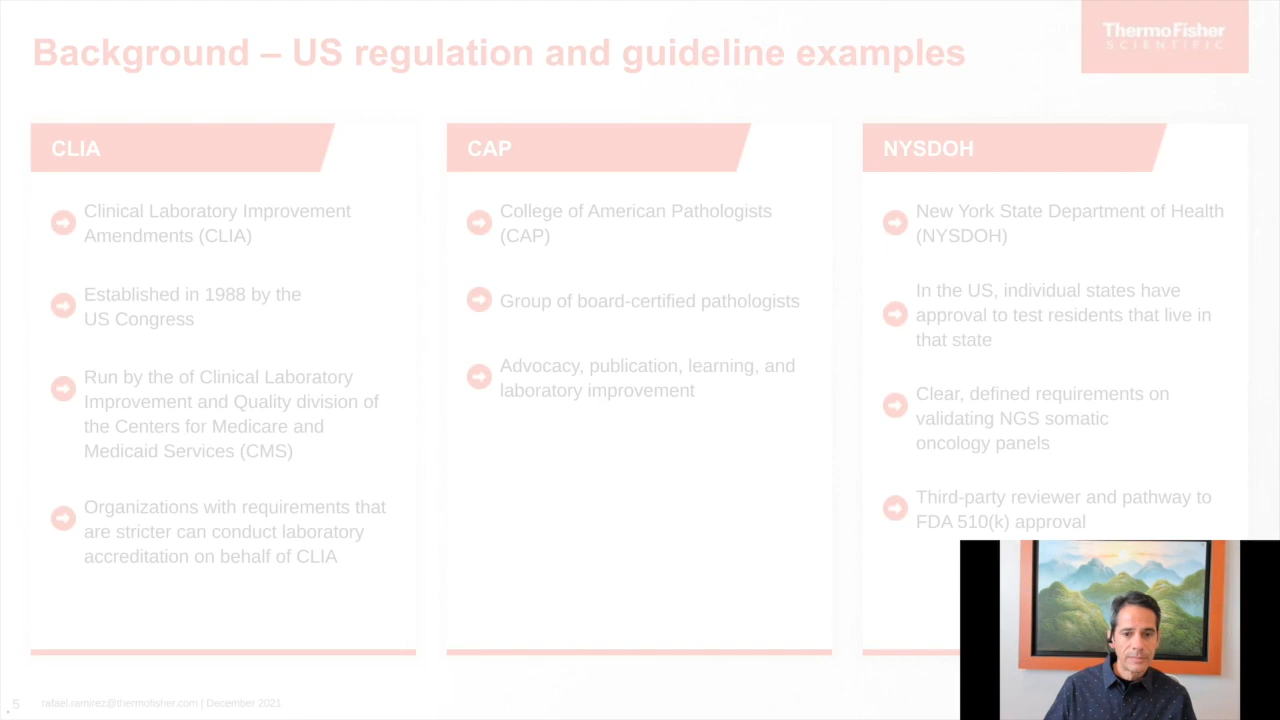 Background – US regulation and guideline examples
ThermoFisher
SCIENTIFIC
CLIA
Clinical Laboratory Improvement
Amendments (CLIA)
Established in 1988 by the
US Congress
Run by the of Clinical Laboratory
Improvement and Quality division of
the Centers for Medicare and
Medicaid Services (CMS)
Organizations with requirements that
are stricter can conduct laboratory
accreditation on behalf of CLIA
CAP
College of American Pathologists
(CAP)
Group of board-certified pathologists
Advocacy, publication, learning, and
laboratory improvement
NYSDOH
New York State Department of Health
(NYSDOH)
In the US, individual states have
approval to test residents that live in
that state
Clear, defined requirements on
validating NGS somatic
oncology panels
Third-party reviewer and pathway to
FDA 510(k) approval
5
rafael.ramirez@thermofisher.com | December 2021